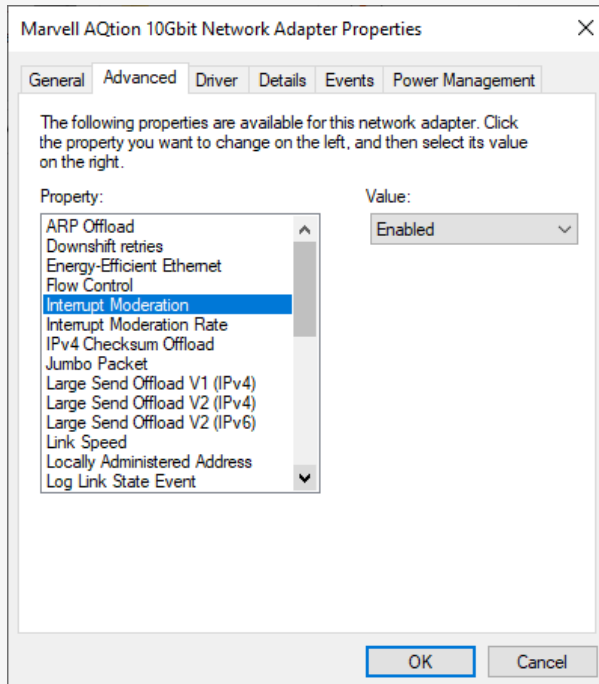 Marvell AQtion 10Gbit Network Adapter Properties
General Advanced Driver Details Events Power Management
The following properties are available for this network adapter. Click
the property you want to change on the left, and then select its value
on the right.
Property: Value:
ARP Offload Enabled
Downshift retries
Energy-Efficient Ethernet
Flow Control
Interrupt Moderation
Interrupt Moderation Rate
IPv4 Checksum Offload
Jumbo Packet
Large Send Offload V1 (IPv4)
Large Send Offload V2 (IPv4)
Large Send Offload V2 (IPv6)
Link Speed
Locally Administered Address
Log Link State Event
OK Cancel